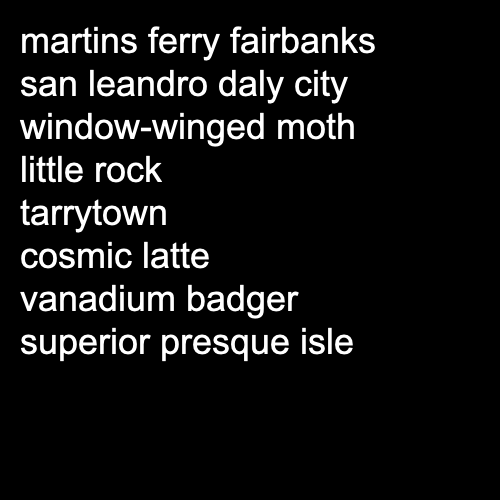 martins ferry fairbanks
san leandro daly city
window-winged moth
little rock
tarrytown
cosmic latte
vanadium badger
superior presque isle